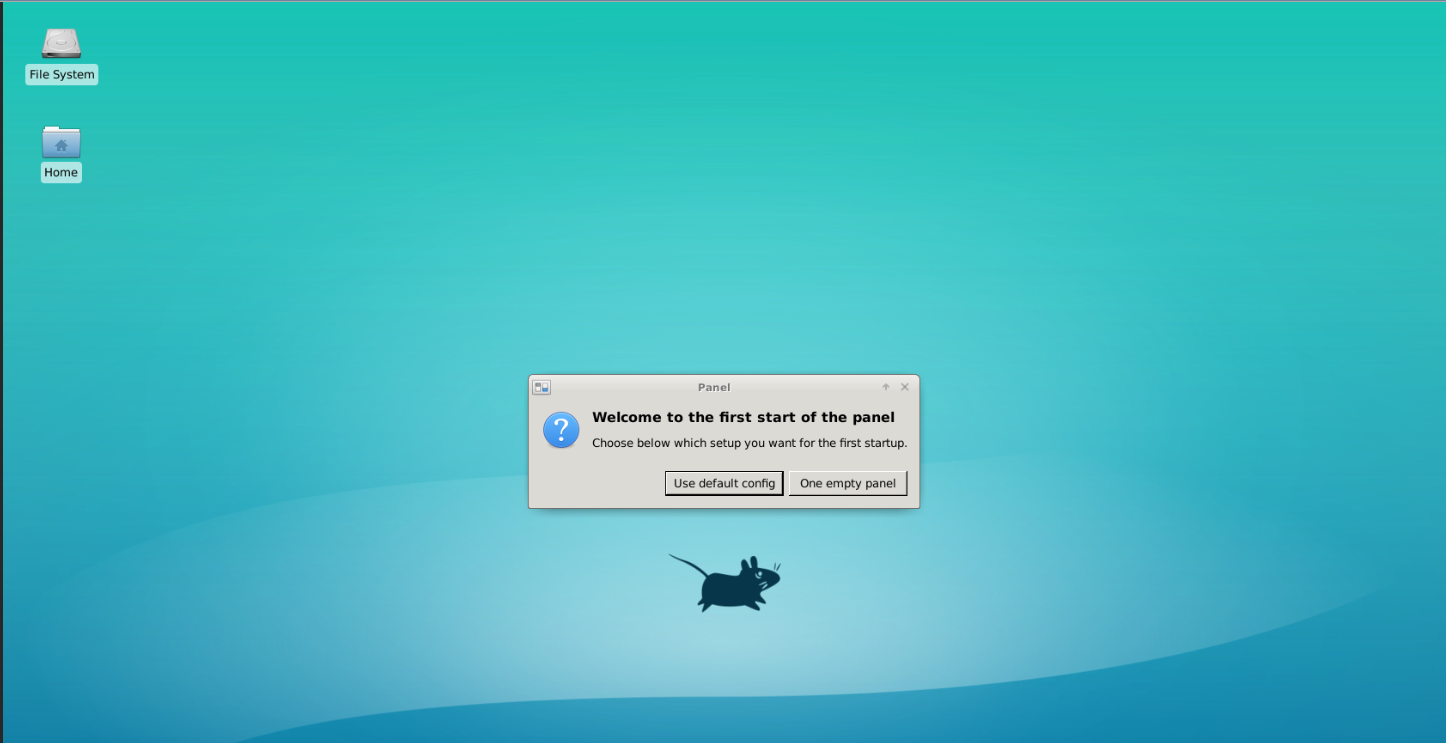 File System
Home
Panel
Welcome to the first start of the panel
Choose below which setup you want for the first startup.
Use default config
One empty panel